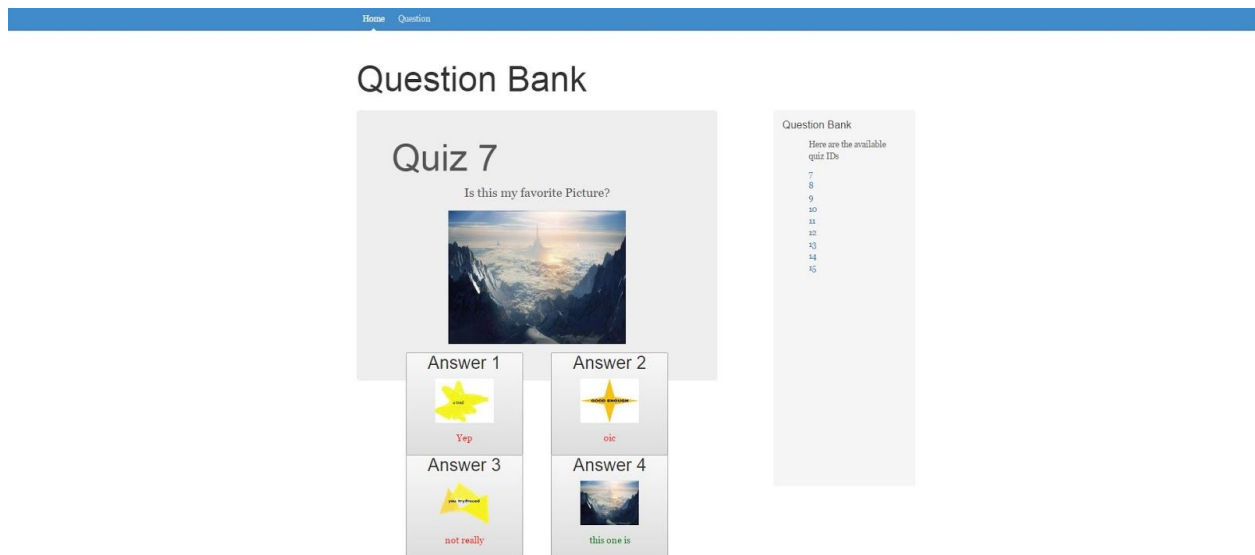 Home Question
Question Bank
Quiz 7
Is this my favorite Picture?
Answer 1
Yep
Answer 2
GOOD ENOUGH
oic
Answer 3
not really
Answer 4
this one is
Question Bank
Here are the available
quiz IDs
7
8
9
10
11
12
13
14
15